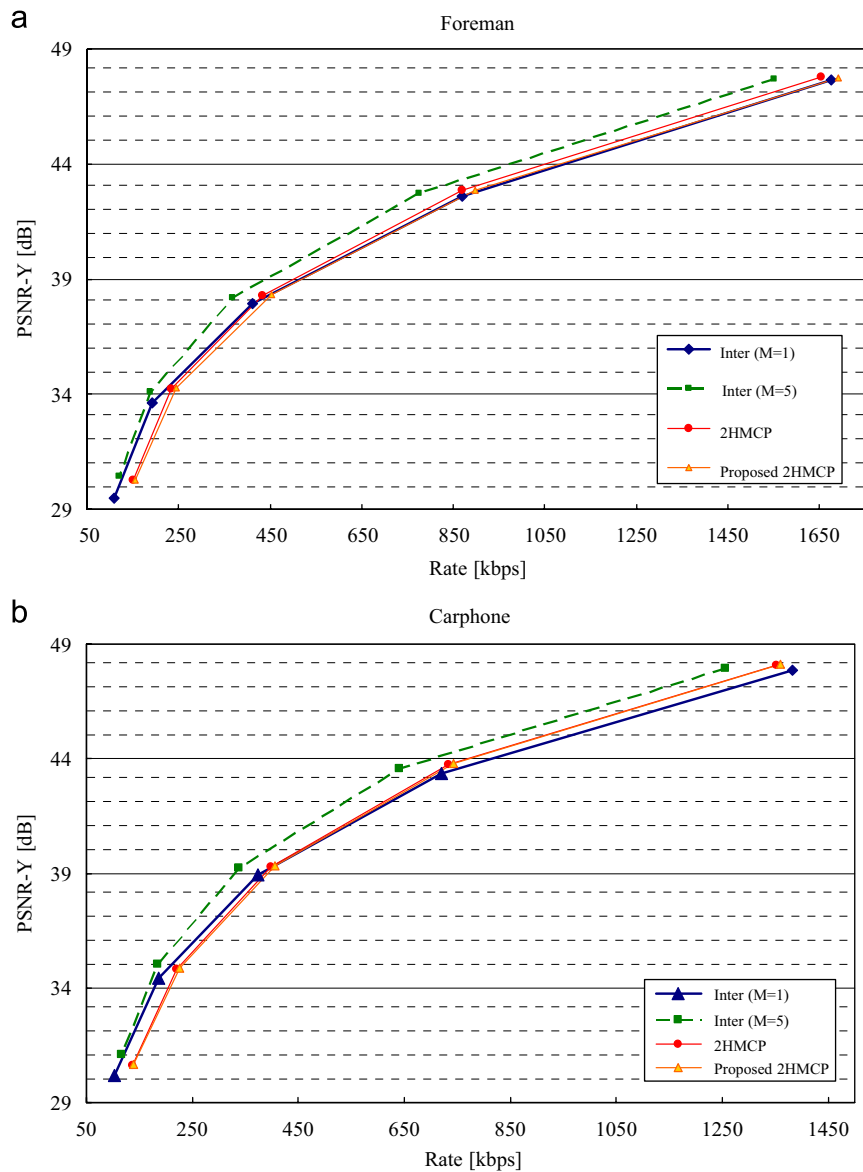 a
Foreman
49
44
39
34
29
PSNR-Y [dB]
50 250 450 650 850 1050 1250 1450 1650
Rate [kbps]
Inter (M=1)
Inter (M=5)
2HMCP
Proposed 2HMCP
b
Carphone
49
44
39
34
29
PSNR-Y [dB]
50 250 450 650 850 1050 1250 1450
Rate [kbps]
Inter (M=1)
Inter (M=5)
2HMCP
Proposed 2HMCP